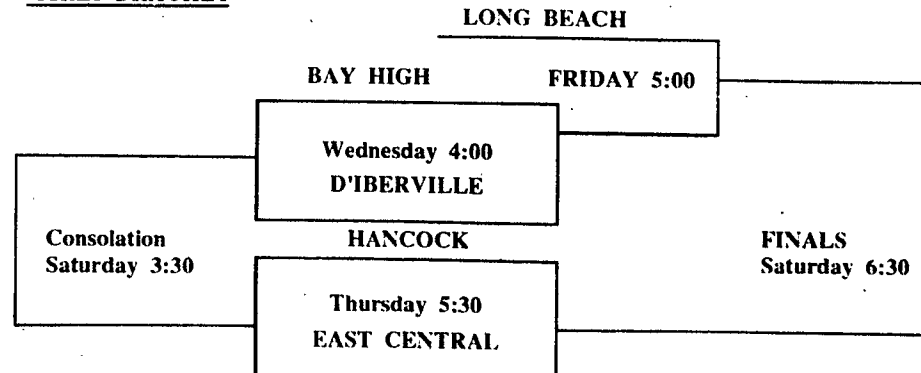 LONG BEACH
BAY HIGH
FRIDAY 5:00
Wednesday 4:00
D'IBERVILLE
Consolation
Saturday 3:30
HANCOCK
FINALS
Saturday 6:30
Thursday 5:30
EAST CENTRAL